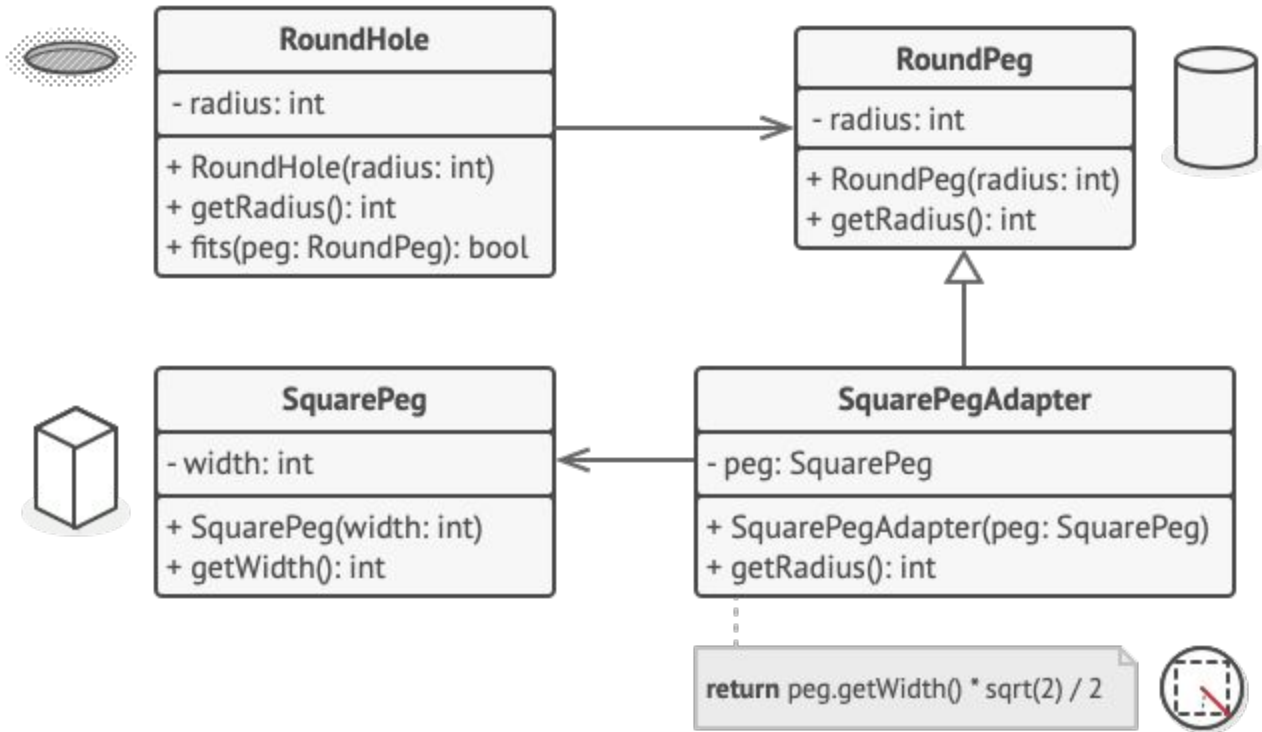 RoundHole
- radius: int
+ RoundHole(radius: int)
+ getRadius(): int
+ fits(peg: RoundPeg): bool
RoundPeg
- radius: int
+ RoundPeg(radius: int)
+ getRadius(): int
SquarePeg
- width: int
+ SquarePeg(width: int)
+ getWidth(): int
SquarePegAdapter
- peg: SquarePeg
+ SquarePegAdapter(peg: SquarePeg)
+ getRadius(): int
return peg.getWidth() * sqrt(2) / 2